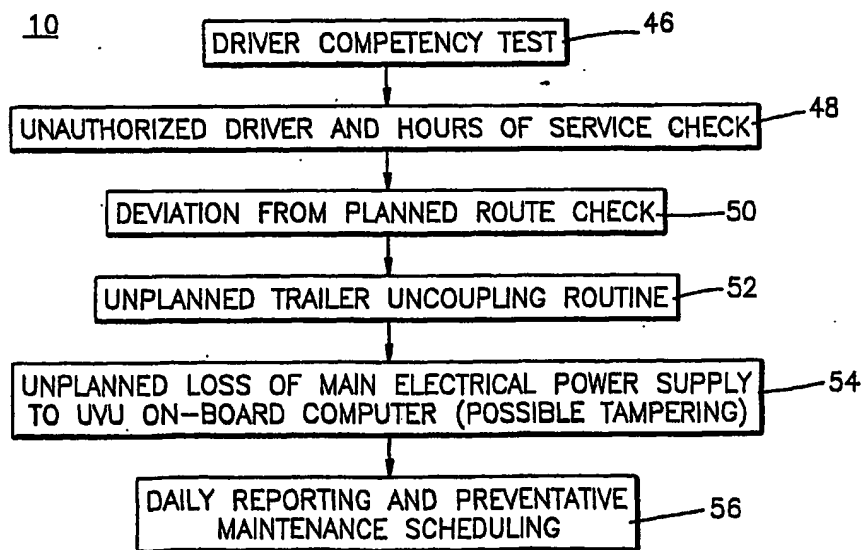 10
DRIVER COMPETENCY TEST
46
UNAUTHORIZED DRIVER AND HOURS OF SERVICE CHECK
48
DEVIATION FROM PLANNED ROUTE CHECK
50
UNPLANNED TRAILER UNCOUPLING ROUTINE
52
UNPLANNED LOSS OF MAIN ELECTRICAL POWER SUPPLY
TO UVU ON-BOARD COMPUTER (POSSIBLE TAMPERING)
54
DAILY REPORTING AND PREVENTATIVE
MAINTENANCE SCHEDULING
56